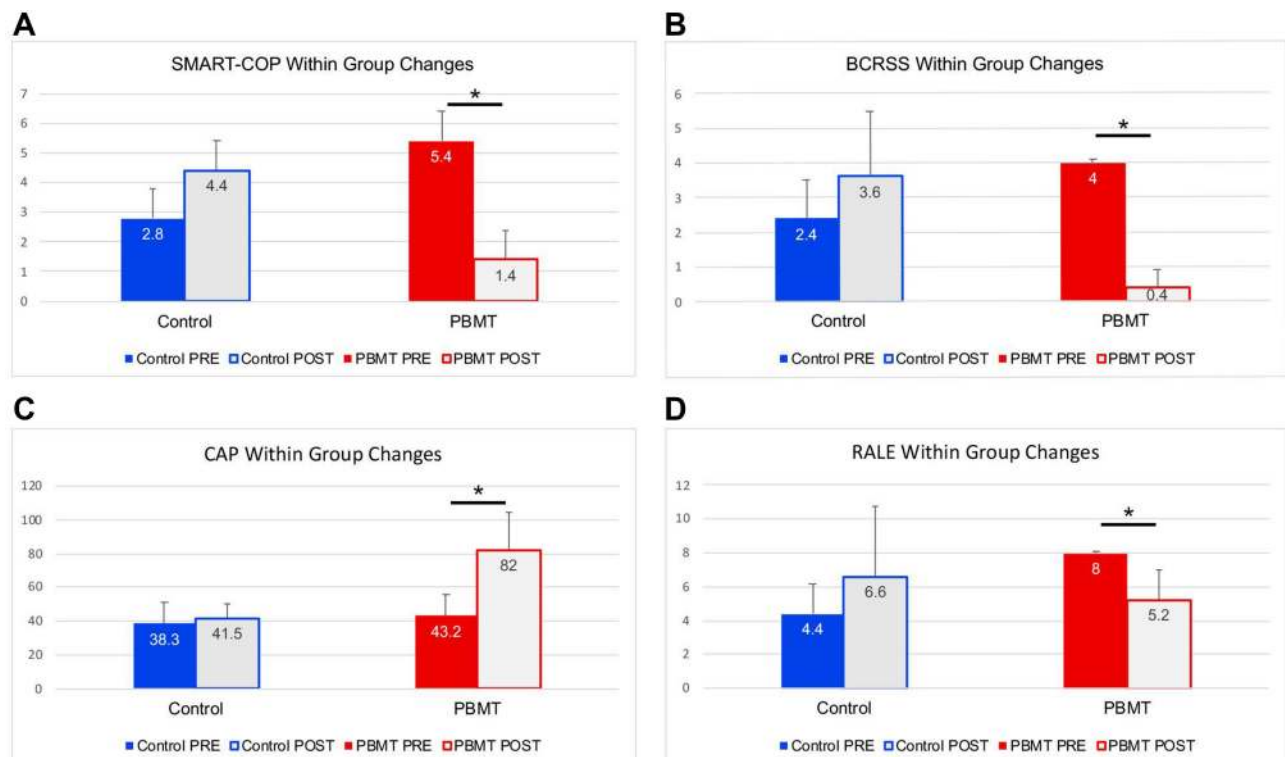 A
SMART-COP Within Group Changes
7
6
5
4
3
2
1
0
2.8
4.4
5.4
1.4
*
Control
PBMT
Control PRE Control POST PBMT PRE PBMT POST
B
BCRSS Within Group Changes
6
5
4
3
2
1
0
2.4
3.6
4
0.4
*
Control
PBMT
Control PRE Control POST PBMT PRE PBMT POST
C
CAP Within Group Changes
120
100
80
60
40
20
0
38.3
41.5
43.2
82
*
Control
PBMT
Control PRE Control POST PBMT PRE PBMT POST
D
RALE Within Group Changes
12
10
8
6
4
2
0
4.4
6.6
8
5.2
*
Control
PBMT
Control PRE Control POST PBMT PRE PBMT POST